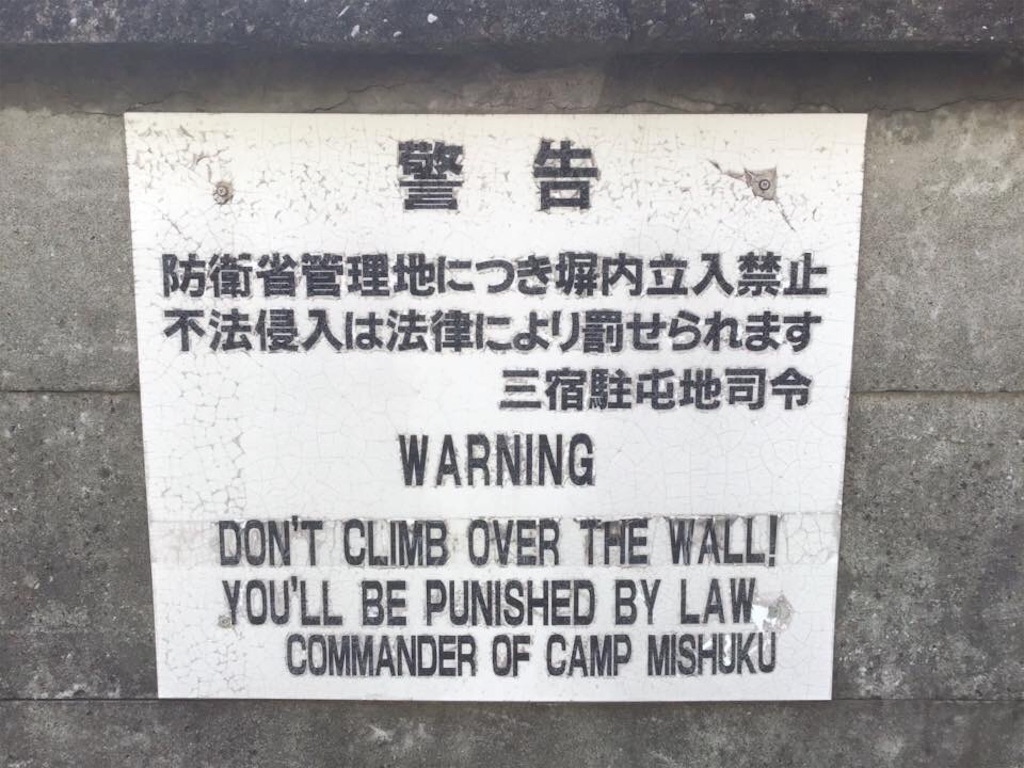 警 告
防衛省管理地につき塀内立入禁止
不法侵入は法律により罰せられます
三宿駐屯地司令
WARNING
DON'T CLIMB OVER THE WALL!
YOU'LL BE PUNISHED BY LAW
COMMANDER OF CAMP MISHUKU